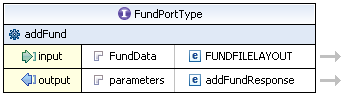 FundPortType
addFund
input FundData e FUNDFILELAYOUT
output parameters e addFundResponse